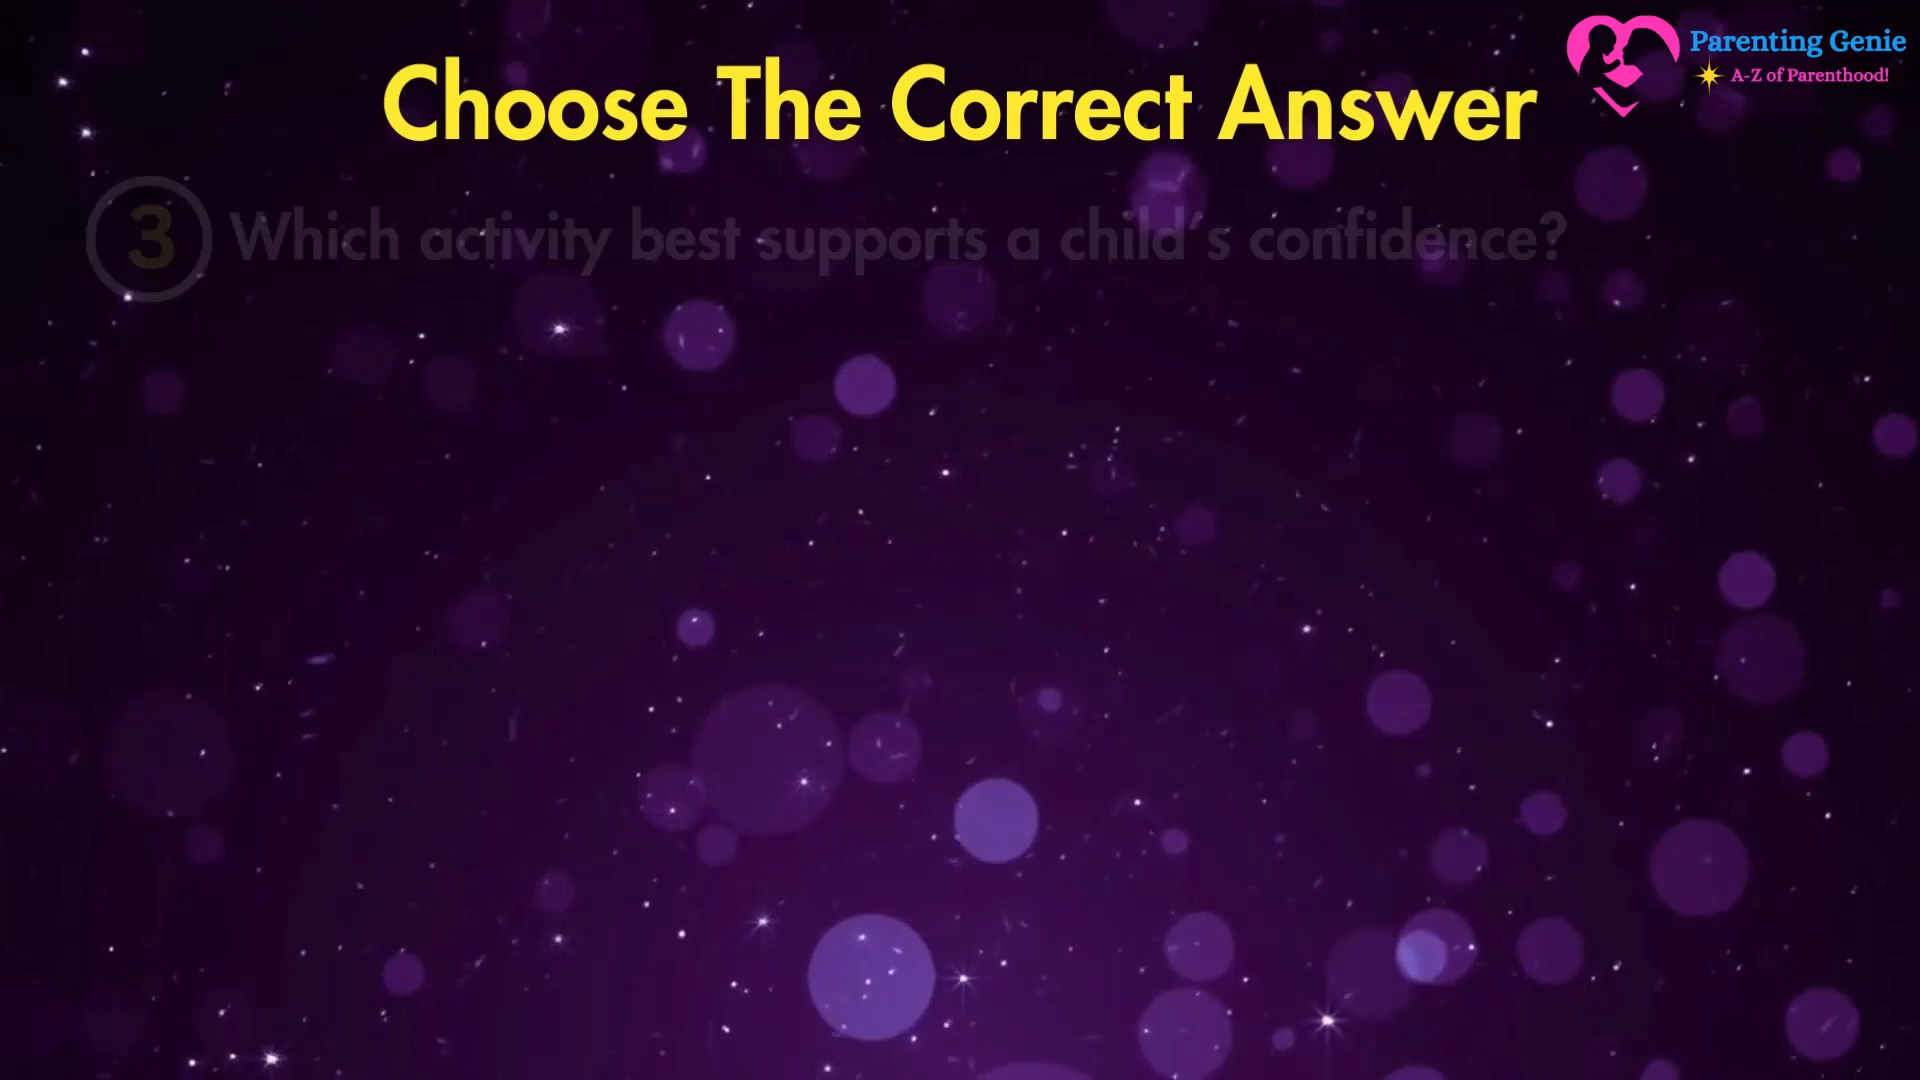 Choose The Correct Answer
Parenting Genie
A-Z of Parenthood!
3 Which activity best supports a child's confidence?